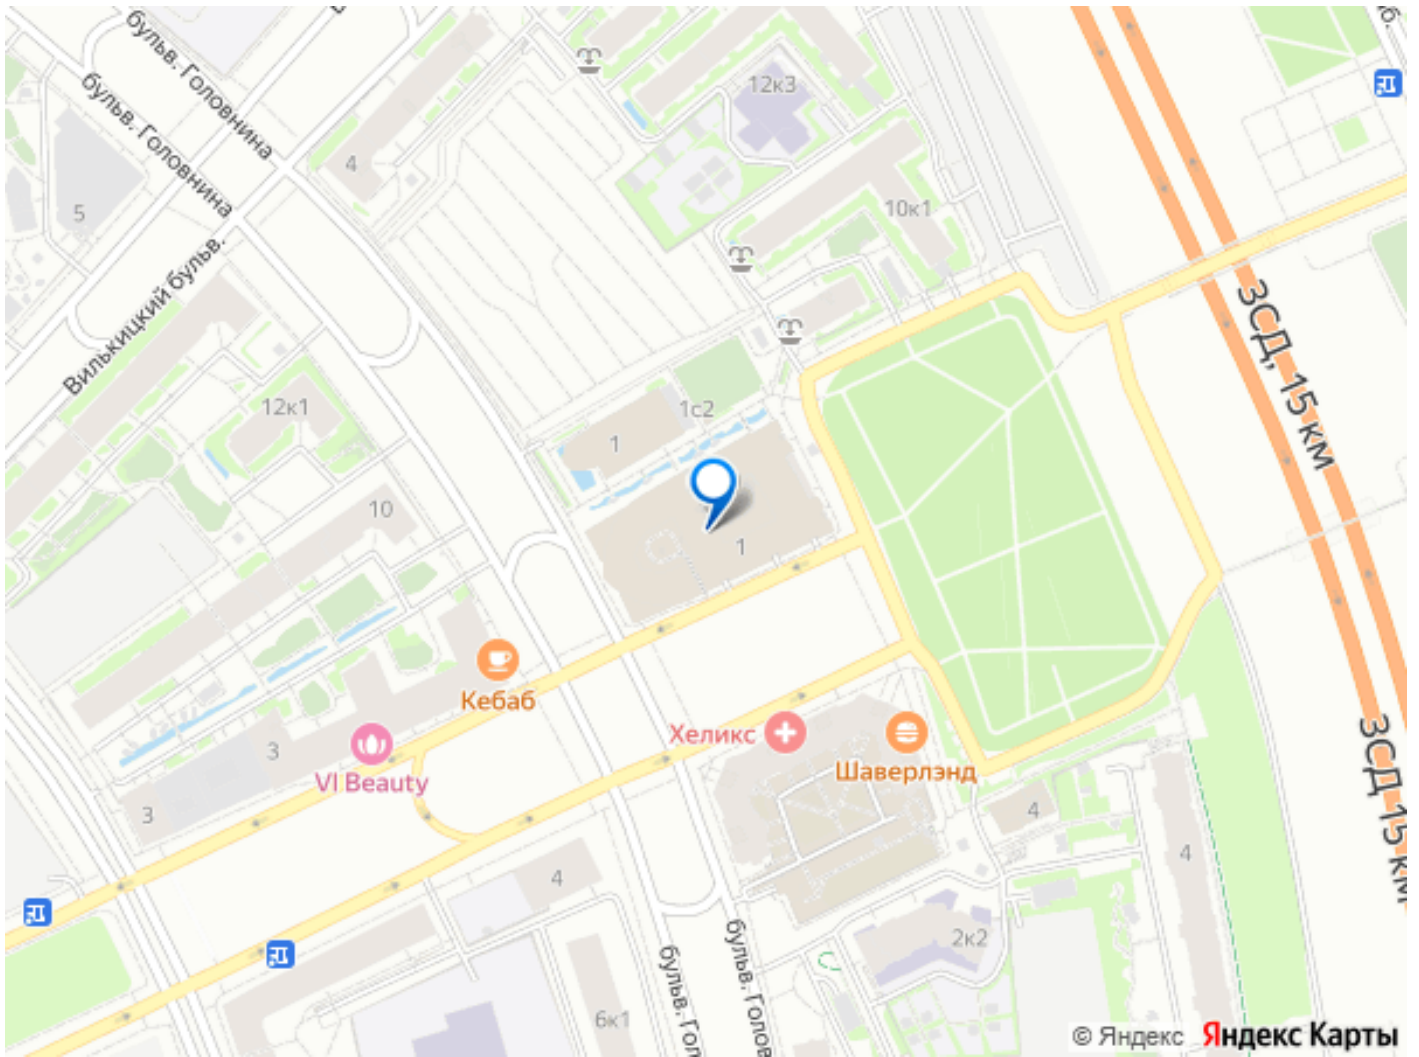 бульв. Головнина
бульв. Головнина
12к3
4
5
10к1
Вилькицкий бульв.
ЗСД, 15 км
12к1
1с2
1
10
1
Кебаб
Хеликс
3
VI Beauty
Шаверлэнд
3
4
4
4
ЗСД 15 км
2к2
6к1
бульв. Гол
бульв. Голов
© Яндекс Яндекс Карты